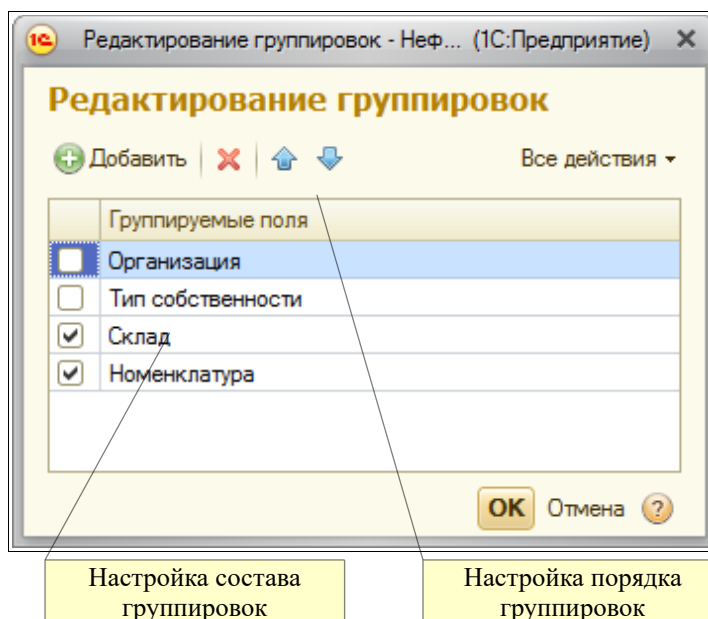 1С Редактирование группировок - Неф... (1С:Предприятие)
Редактирование группировок
Добавить Все действия
Группируемые поля
Организация
Тип собственности
Склад
Номенклатура
ОК Отмена ?
Настройка состава
группировок
Настройка порядка
группировок